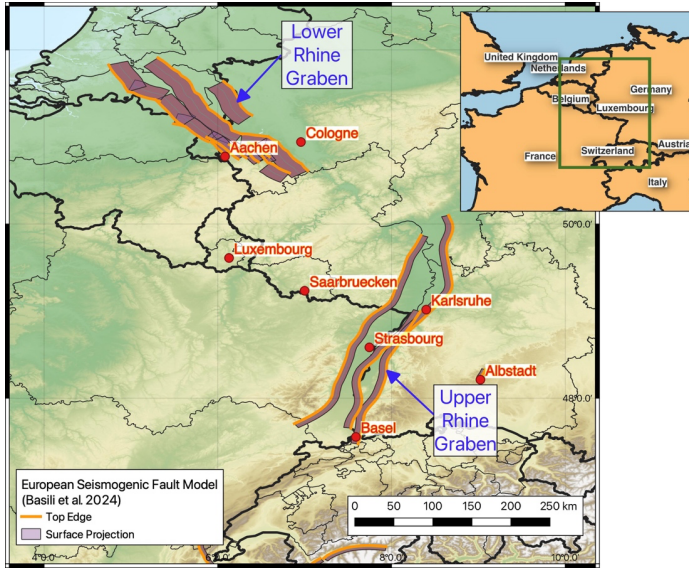 Lower
Rhine
Graben
United Kingdom
Netherlands
Germany
Belgium
Luxembourg
Switzerland
Austria
France
Italy
Cologne
Aachen
50°0.0'
Luxembourg
Saarbruecken
Karlsruhe
Strasbourg
Albstadt
48°0.0'
Upper
Rhine
Graben
Basel
European Seismogenic Fault Model
(Basili et al. 2024)
Top Edge
Surface Projection
0 50 100 150 200 250 km
8°0.0'
10°0.0'